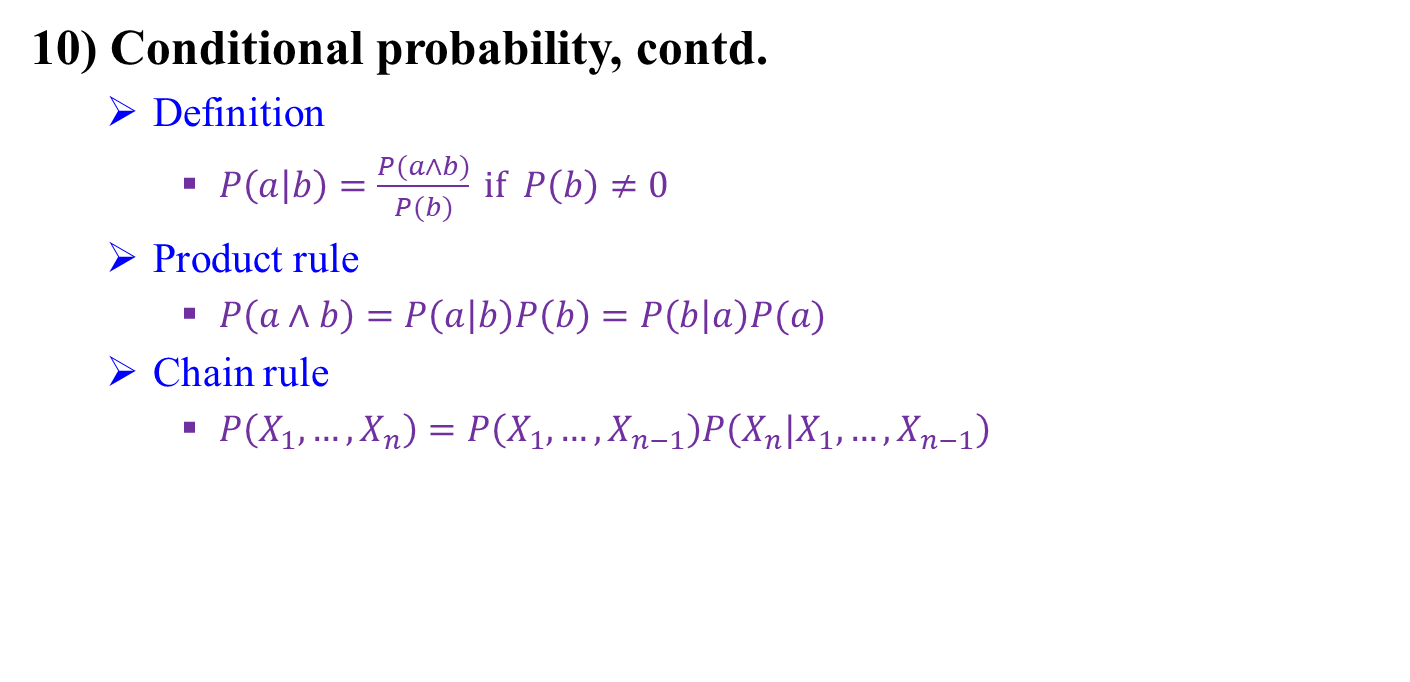 10) Conditional probability, contd.
➢ Definition
▪ P(a|b) = P(a∧b)/P(b) if P(b) ≠ 0
➢ Product rule
▪ P(a ∧ b) = P(a|b)P(b) = P(b|a)P(a)
➢ Chain rule
▪ P(X₁, … , Xₙ) = P(X₁, … , Xₙ₋₁)P(Xₙ|X₁, … , Xₙ₋₁)